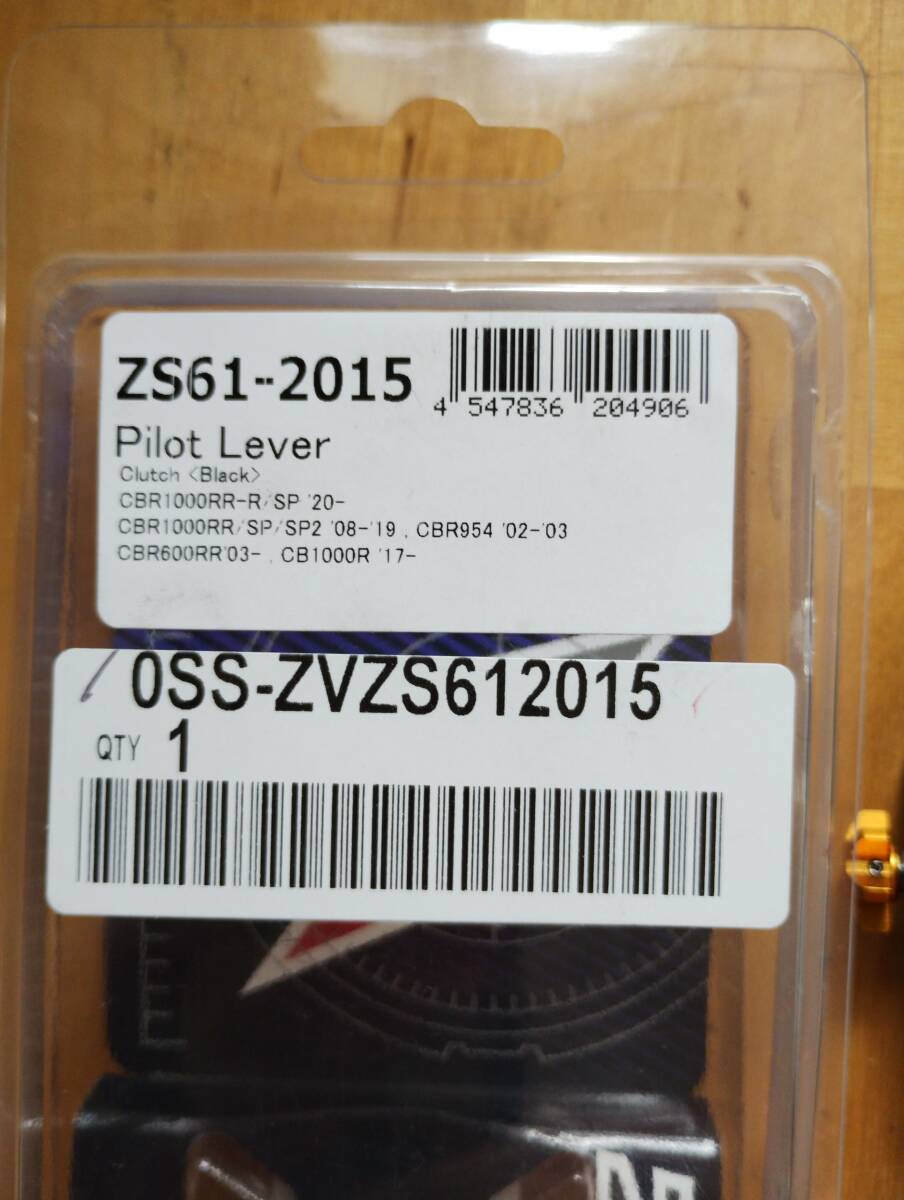 ZS61-2015
4 547836 204906
Pilot Lever
Clutch <Black>
CBR1000RR-R/SP '20-
CBR1000RR/SP/SP2 '08-'19 , CBR954 '02-'03
CBR600RR'03- , CB1000R '17-
0SS-ZVZS612015
QTY 1